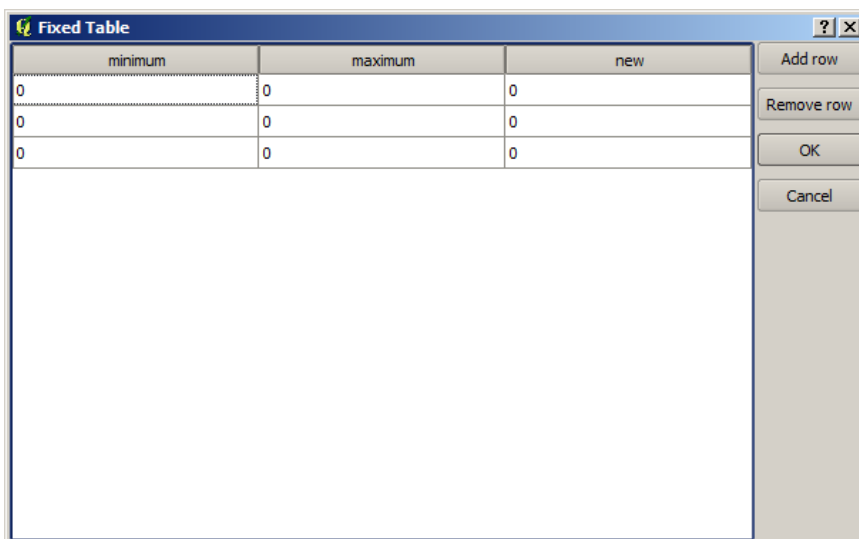 Fixed Table
minimum maximum new
0 0 0
0 0 0
0 0 0
Add row
Remove row
OK
Cancel